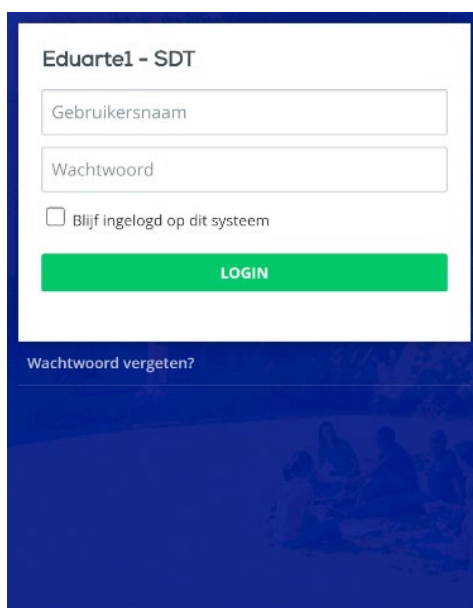 Eduarte1 - SDT
Gebruikersnaam
Wachtwoord
Blijf ingelogd op dit systeem
LOGIN
Wachtwoord vergeten?